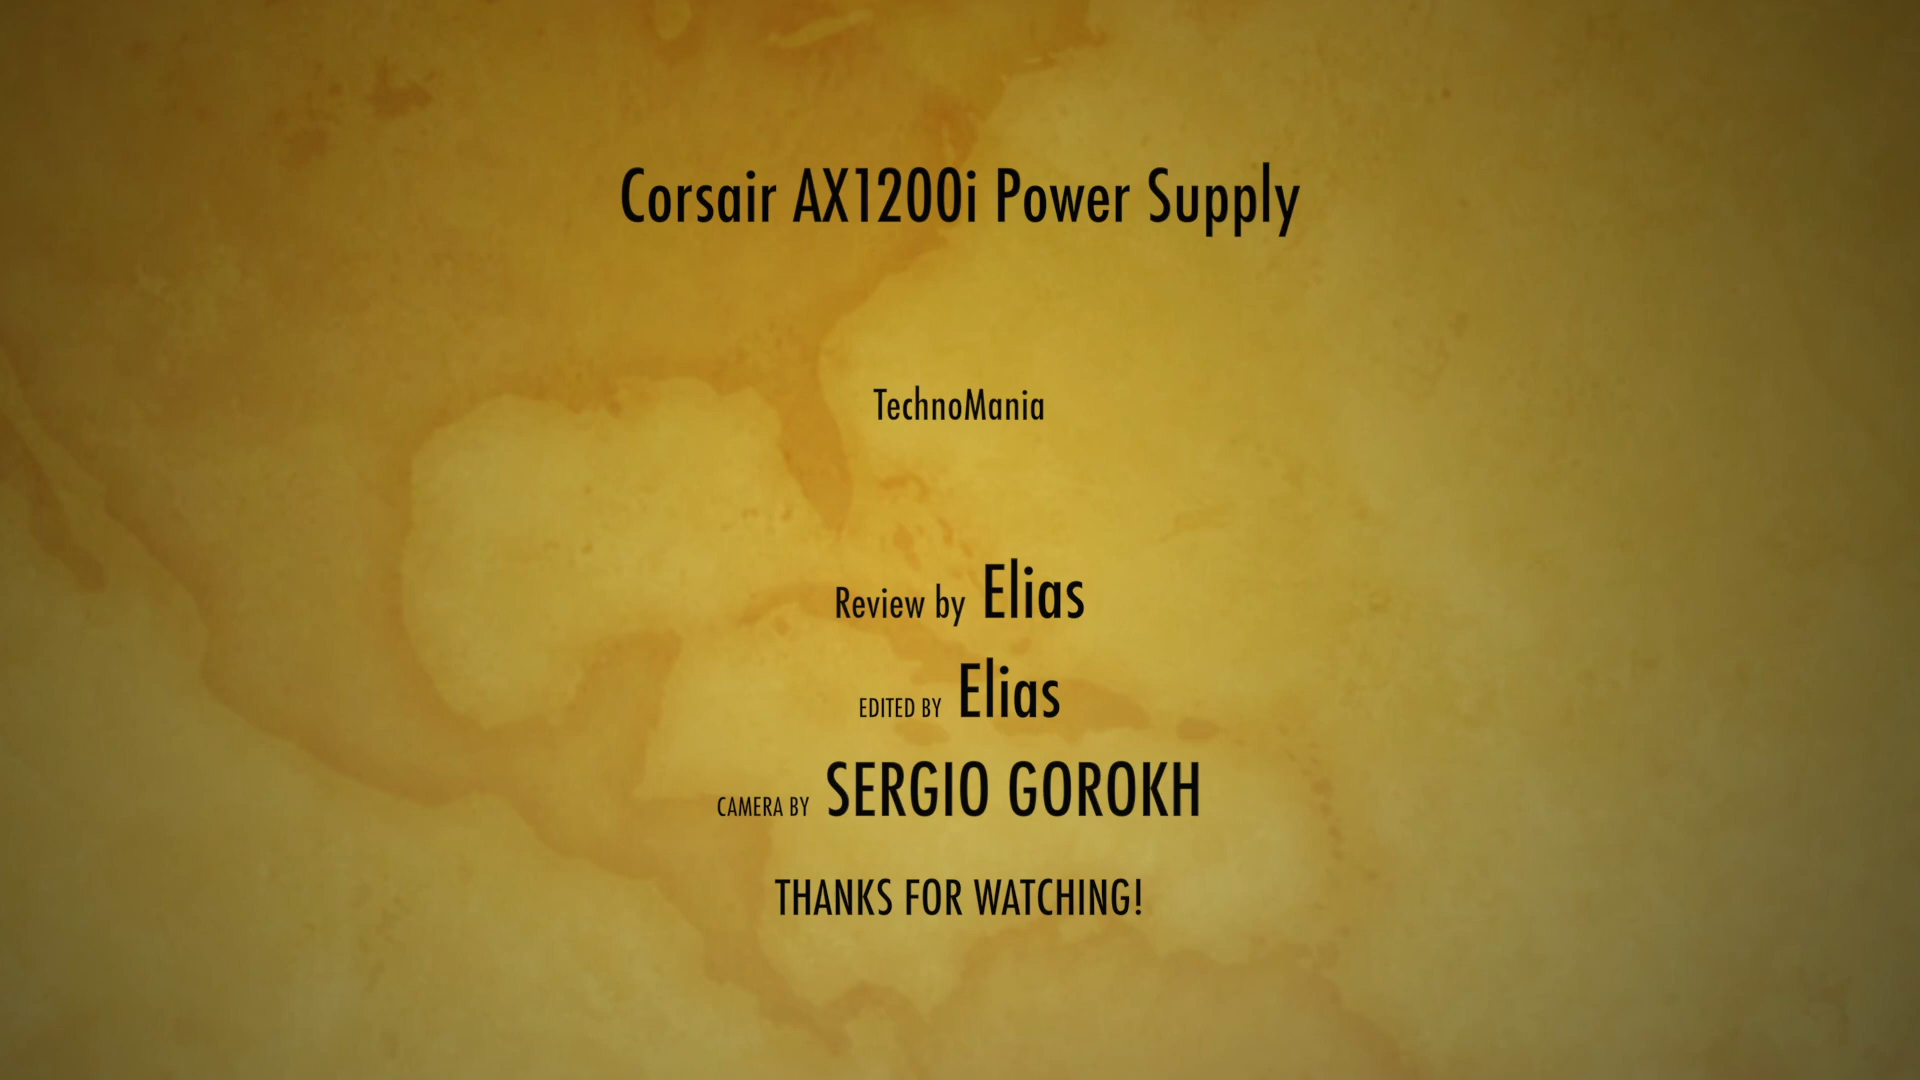 Corsair AX1200i Power Supply
TechnoMania
Review by Elias
EDITED BY Elias
CAMERA BY SERGIO GOROKH
THANKS FOR WATCHING!